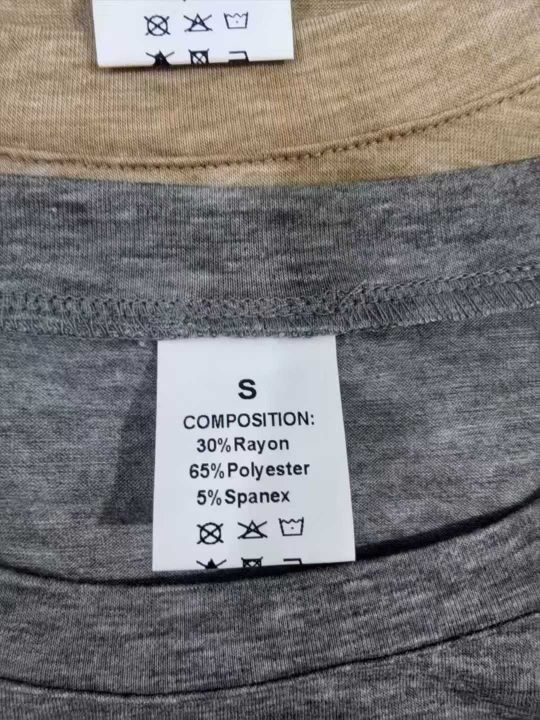 S
COMPOSITION:
30%Rayon
65%Polyester
5%Spanex